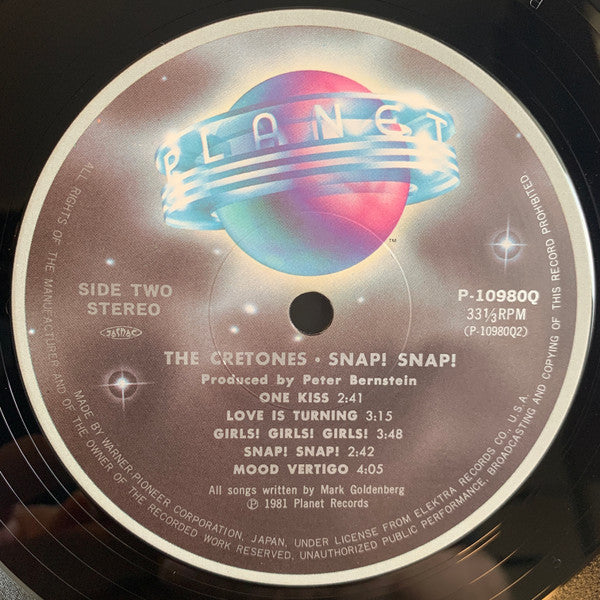 PLANET
TM
SIDE TWO
STEREO
P-10980Q
33 1/3 RPM
(P-10980Q2)
THE CRETONES • SNAP! SNAP!
Produced by Peter Bernstein
ONE KISS 2:41
LOVE IS TURNING 3:15
GIRLS! GIRLS! GIRLS! 3:48
SNAP! SNAP! 2:42
MOOD VERTIGO 4:05
All songs written by Mark Goldenberg
Ⓟ 1981 Planet Records
ALL RIGHTS OF THE MANUFACTURER AND OF THE OWNER OF THE RECORDED WORK RESERVED, UNAUTHORIZED PUBLIC PERFORMANCE, BROADCASTING AND COPYING OF THIS RECORD PROHIBITED.
MADE BY WARNER-PIONEER CORPORATION, JAPAN, UNDER LICENSE FROM ELEKTRA RECORDS CO., U.S.A.